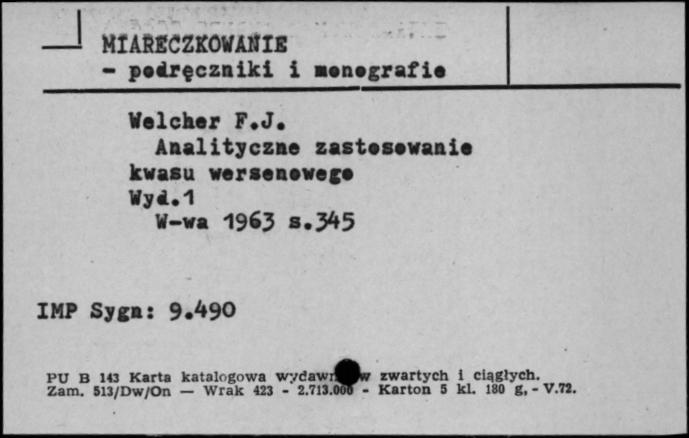 MIARECZKOWANIE
- podręczniki i monografie
Welcher F.J.
Analityczne zastosowanie
kwasu wersenowego
Wyd.1
W-wa 1963 s.345
IMP Sygn: 9.490
PU B 143 Karta katalogowa zwartych i ciągłych.
Zam. 513/Dw/On — Wrak 423 - 2.713.000 - Karton 5 kl. 180 g, - V.72.